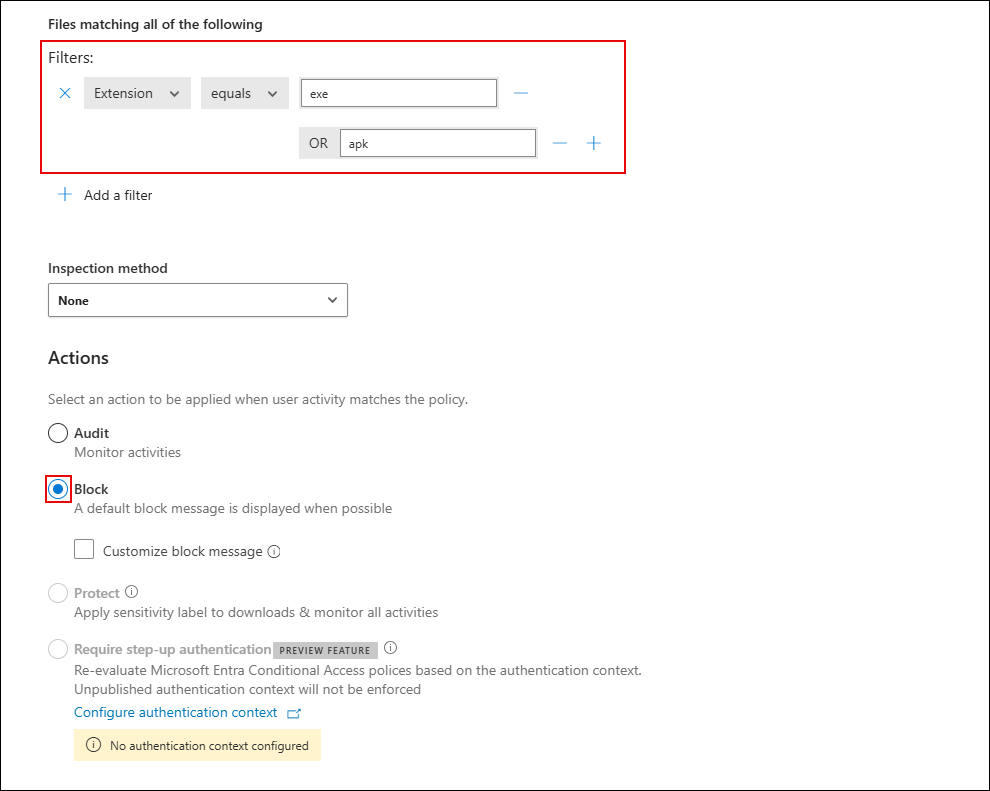 Files matching all of the following
Filters:
Extension equals exe
OR apk
Add a filter
Inspection method
None
Actions
Select an action to be applied when user activity matches the policy.
Audit
Monitor activities
Block
A default block message is displayed when possible
Customize block message
Protect
Apply sensitivity label to downloads & monitor all activities
Require step-up authentication PREVIEW FEATURE
Re-evaluate Microsoft Entra Conditional Access polices based on the authentication context.
Unpublished authentication context will not be enforced
Configure authentication context
No authentication context configured